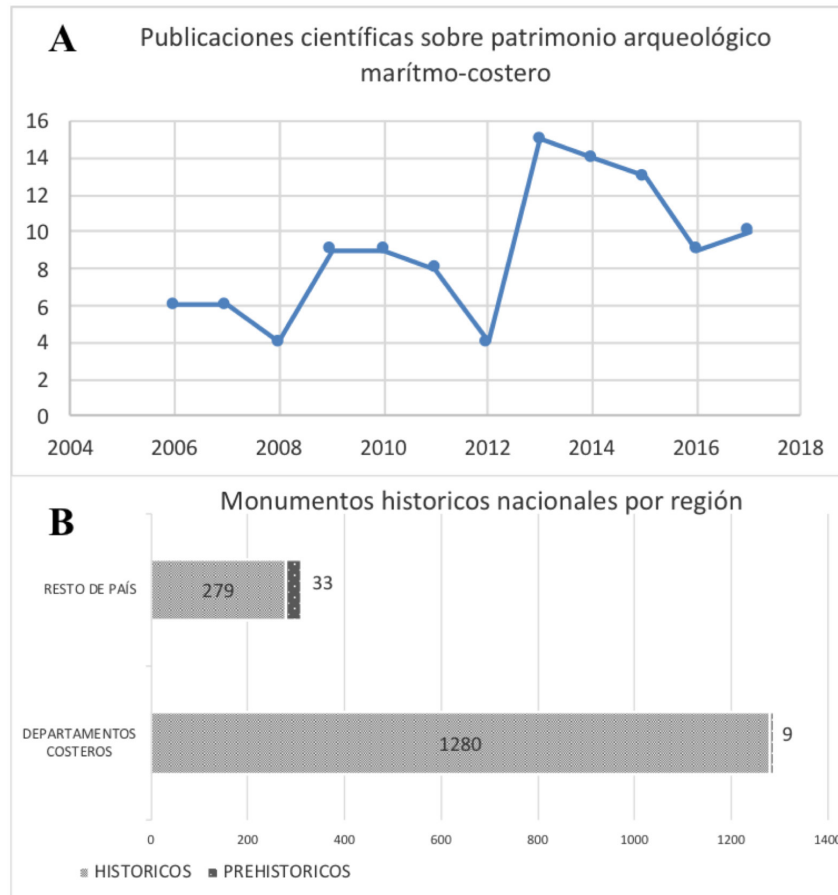 A
Publicaciones científicas sobre patrimonio arqueológico
marítmo-costero
16
14
12
10
8
6
4
2
0
2004 2006 2008 2010 2012 2014 2016 2018
B
Monumentos historicos nacionales por región
RESTO DE PAÍS
279
33
DEPARTAMENTOS
COSTEROS
1280
9
0 200 400 600 800 1000 1200 1400
HISTORICOS PREHISTORICOS